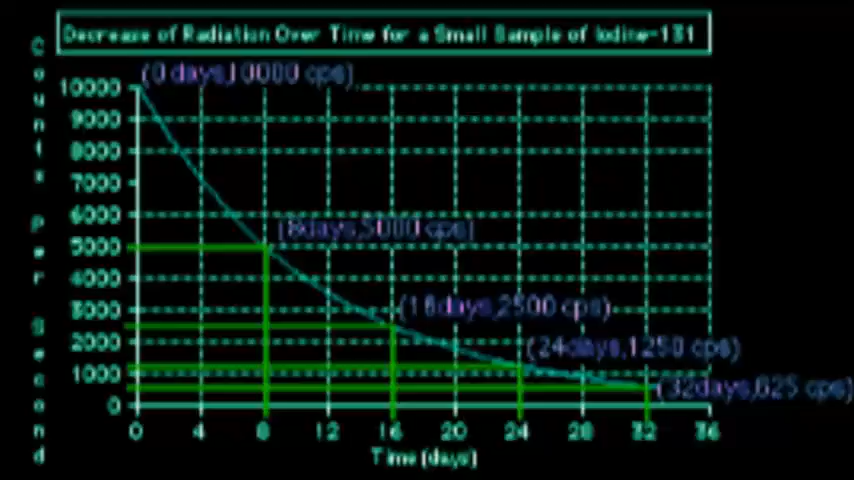 Decrease of Radiation Over Time for a Small Sample of Iodine-131
Counts Per Second
(0 days,10000 cps)
10000
9000
8000
7000
6000
(8days,5000 cps)
5000
4000
(16days,2500 cps)
3000
2000
(24days,1250 cps)
1000
(32days,625 cps)
0
0 4 8 12 16 20 24 28 32 36
Time (days)